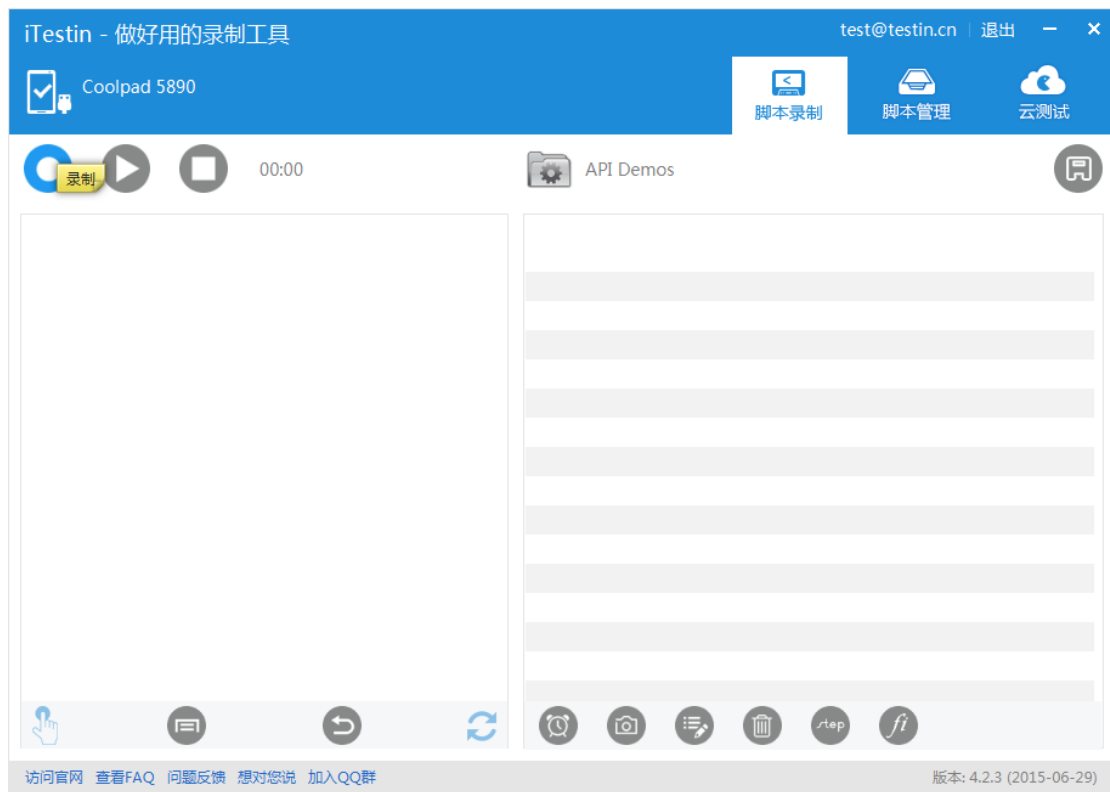 iTestin - 做好用的录制工具
test@testin.cn 退出
Coolpad 5890
脚本录制 脚本管理 云测试
录制 00:00 API Demos
step fi
访问官网 查看FAQ 问题反馈 想对您说 加入QQ群 版本: 4.2.3 (2015-06-29)